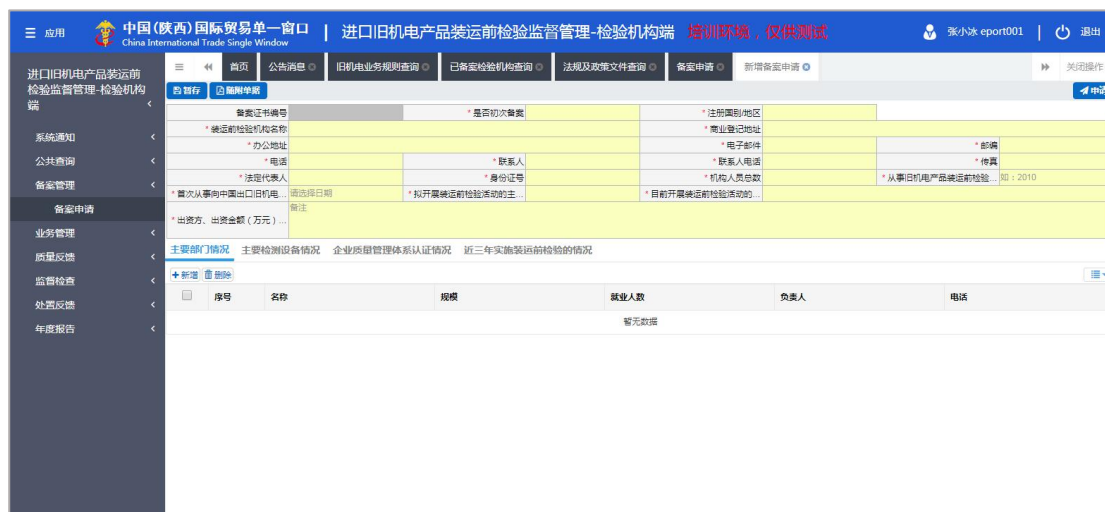 三 应用
中国(陕西)国际贸易单一窗口 | 进口旧机电产品装运前检验监督管理-检验机构端 培训环境，仅供测试 张小冰 eport001 | 退出
China International Trade Single Window
进口旧机电产品装运前检验监督管理-检验机构端
系统通知
公共查询
备案管理
备案申请
业务管理
质量反馈
监督检查
处置反馈
年度报告
首页 公告消息 旧机电业务规则查询 已备案检验机构查询 法规及政策文件查询 备案申请 新增备案申请 关闭操作
暂存 随附单据 申请
备案证书编号 *是否初次备案 *注册国别/地区
*装运前检验机构名称 *商业登记地址
*办公地址 *电子邮件 *邮编
*电话 *联系人 *联系人电话 *传真
*法定代表人 *身份证号 *机构人员总数 *从事旧机电产品装运前检验... 如：2010
*首次从事向中国出口旧机电... 请选择日期 *拟开展装运前检验活动的主... *目前开展装运前检验活动的...
*出资方、出资金额（万元）... 备注
主要部门情况 主要检测设备情况 企业质量管理体系认证情况 近三年实施装运前检验的情况
+新增 删除
序号 名称 规模 就业人数 负责人 电话
暂无数据